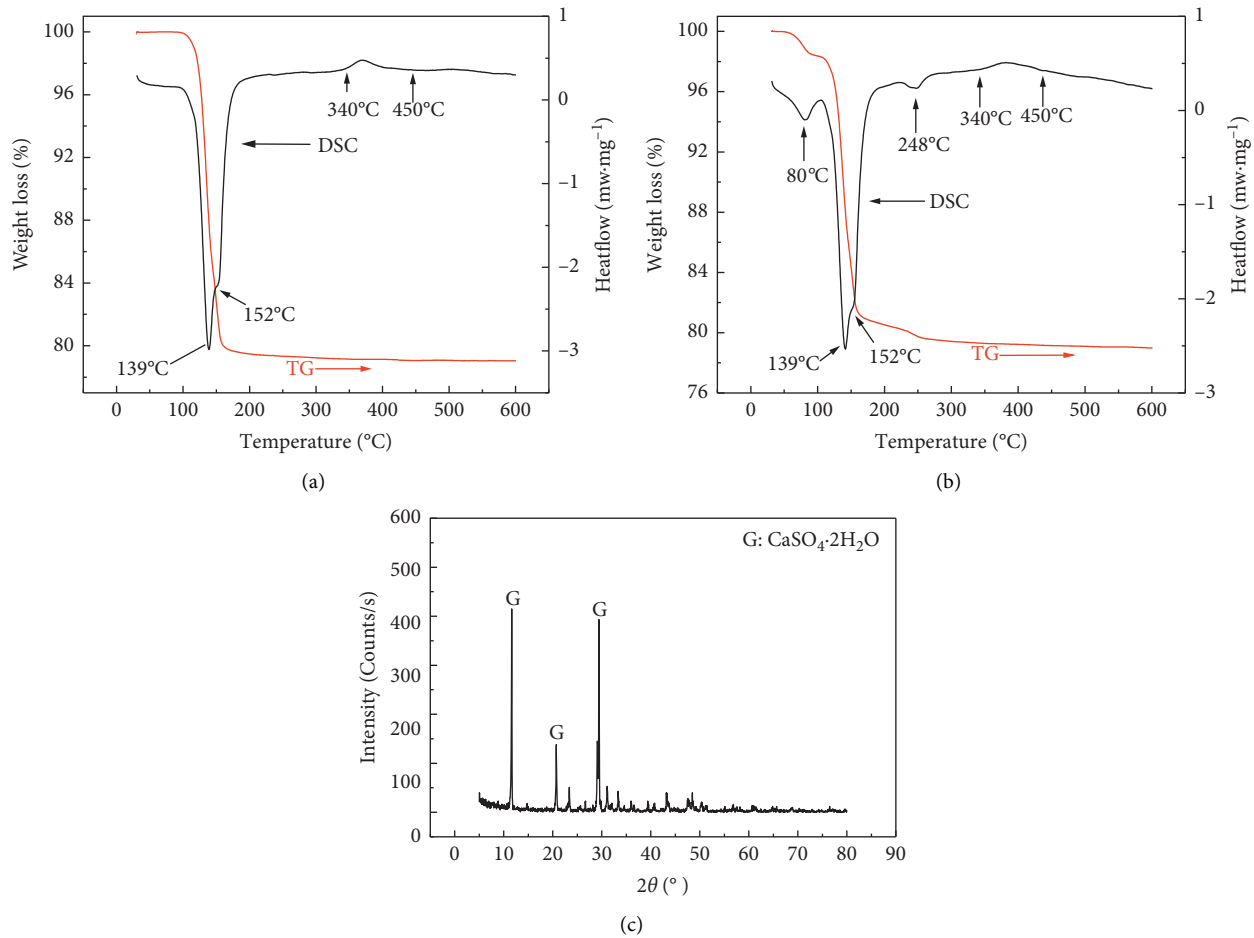 100
96
92
88
84
80
Weight loss (%)
1
0
−1
−2
−3
Heatflow (mw·mg⁻¹)
340°C
450°C
DSC
152°C
139°C
TG
0
100
200
300
400
500
600
Temperature (°C)
(a)
100
96
92
88
84
80
76
Weight loss (%)
1
0
−1
−2
−3
Heatflow (mw·mg⁻¹)
80°C
248°C
340°C
450°C
DSC
139°C
152°C
TG
0
100
200
300
400
500
600
Temperature (°C)
(b)
600
500
400
300
200
100
0
Intensity (Counts/s)
G: CaSO₄·2H₂O
G
G
G
0
10
20
30
40
50
60
70
80
90
2θ (°)
(c)